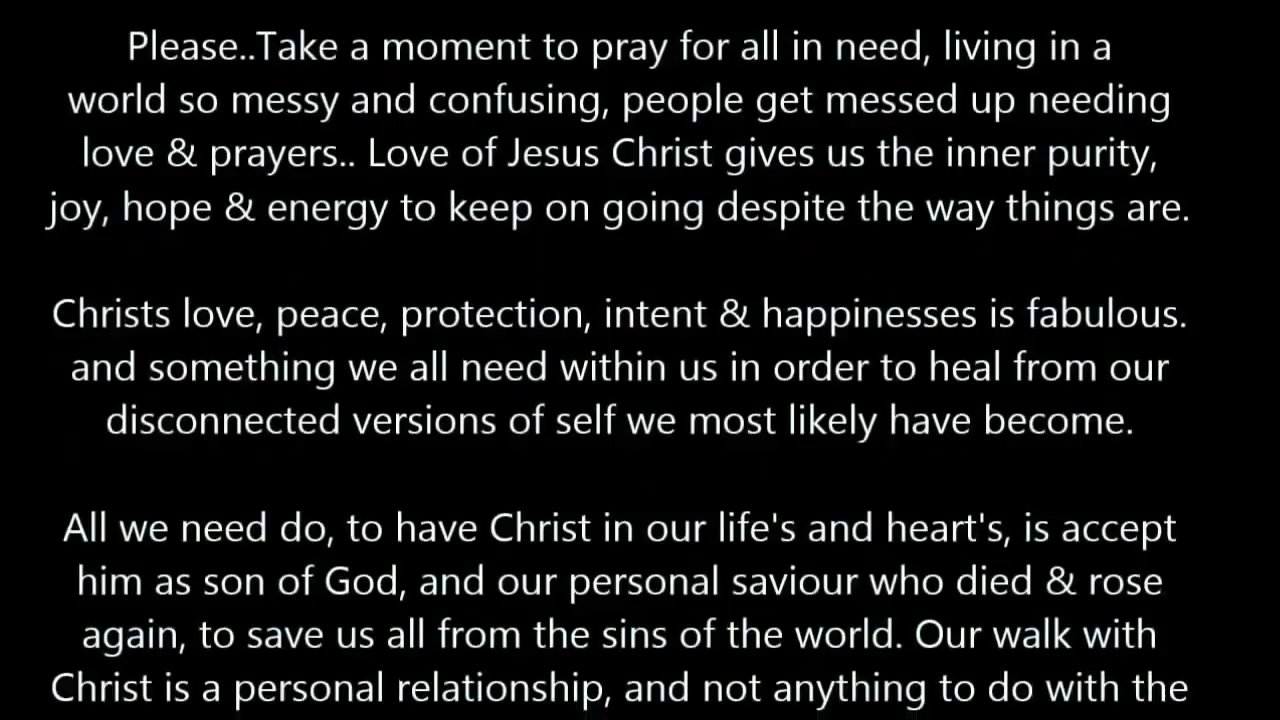 Please..Take a moment to pray for all in need, living in a
world so messy and confusing, people get messed up needing
love & prayers.. Love of Jesus Christ gives us the inner purity,
joy, hope & energy to keep on going despite the way things are.
Christs love, peace, protection, intent & happinesses is fabulous.
and something we all need within us in order to heal from our
disconnected versions of self we most likely have become.
All we need do, to have Christ in our life's and heart's, is accept
him as son of God, and our personal saviour who died & rose
again, to save us all from the sins of the world. Our walk with
Christ is a personal relationship, and not anything to do with the